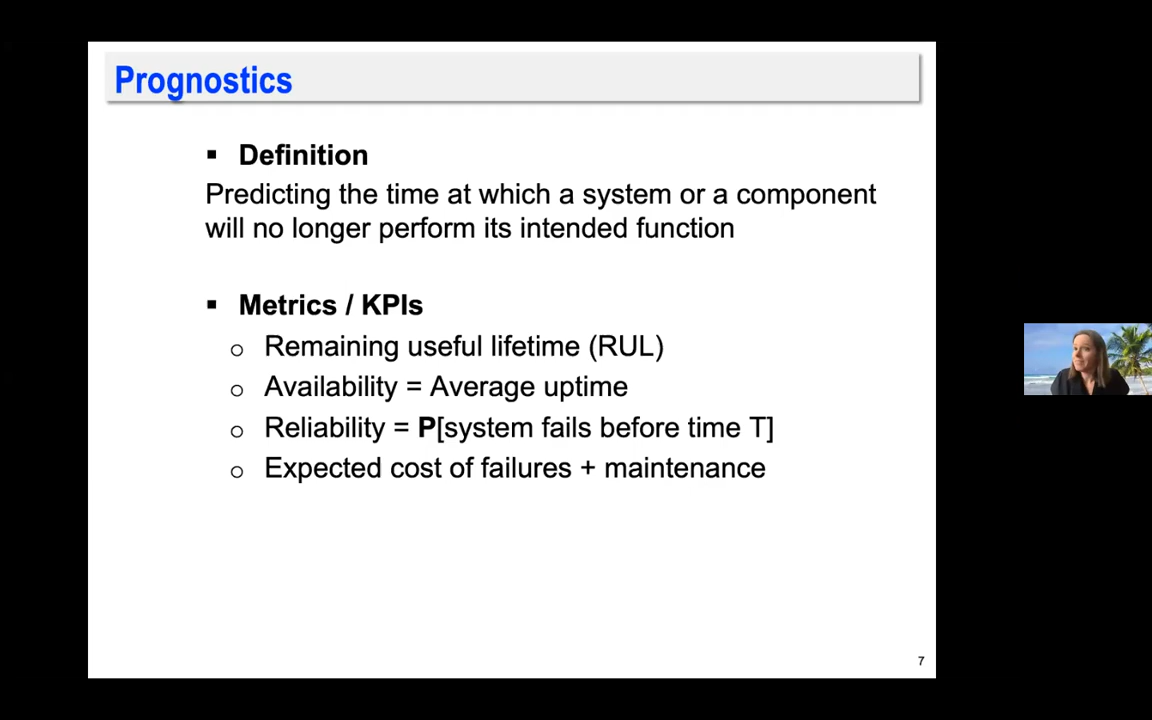 Prognostics
▪ Definition
Predicting the time at which a system or a component
will no longer perform its intended function
▪ Metrics / KPIs
o Remaining useful lifetime (RUL)
o Availability = Average uptime
o Reliability = P[system fails before time T]
o Expected cost of failures + maintenance
7